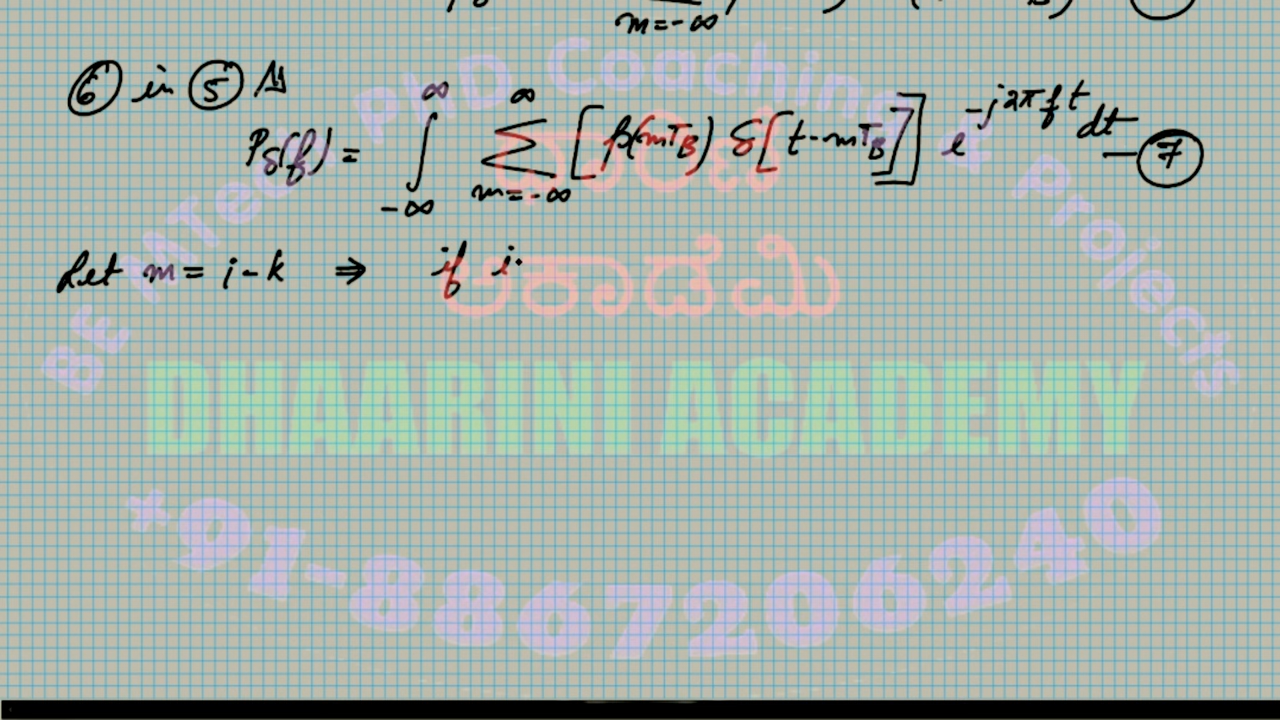 m=-∞
⑥ in ⑤ ⇒
P_δ(f) = ∫_{-∞}^{∞} Σ_{m=-∞}^{∞} [p(mT_B) δ[t-mT_B]] e^{-j2πft} dt — ⑦
Let m = i-k ⇒ if i
PhD Coaching
BE MTech
Projects
ಧಾರಿಣಿ
ಅಕಾಡೆಮಿ
DHAARINI ACADEMY
+91-8867206240